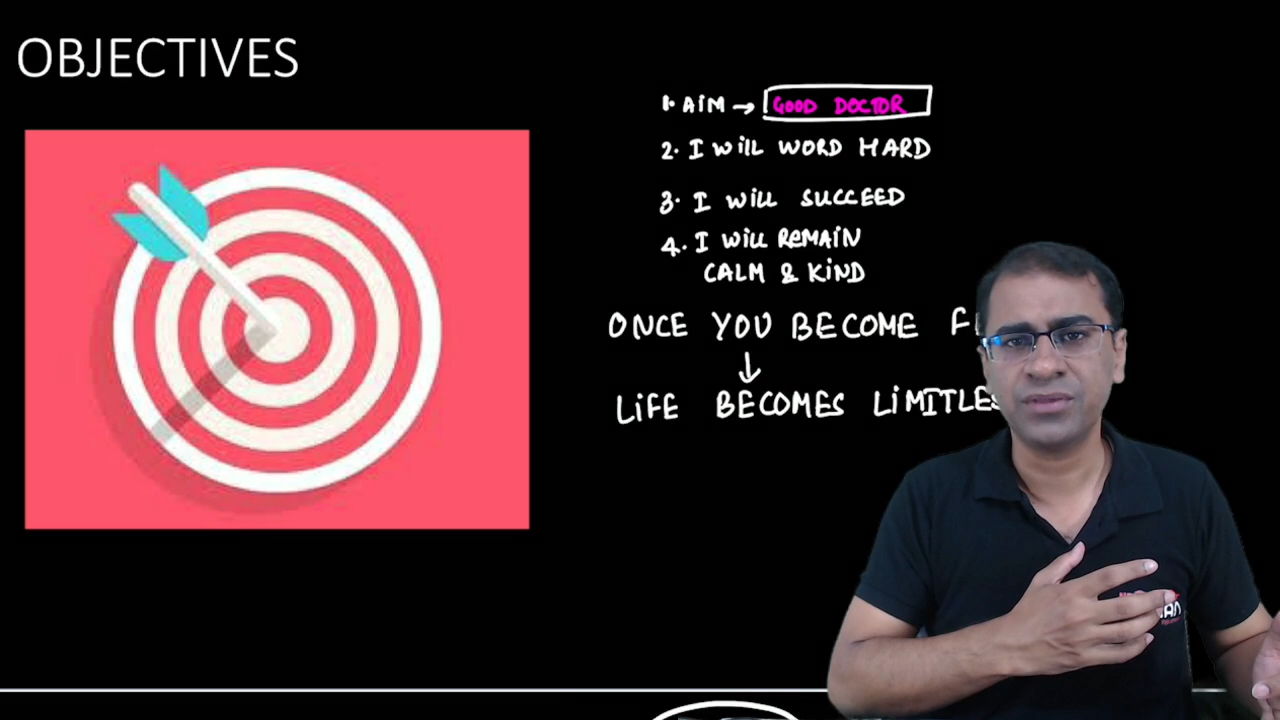 OBJECTIVES
1. AIM → GOOD DOCTOR
2. I WILL WORD HARD
3. I WILL SUCCEED
4. I WILL REMAIN
CALM & KIND
ONCE YOU BECOME
↓
LIFE BECOMES LIMITLES